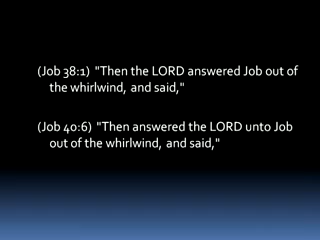 (Job 38:1) "Then the LORD answered Job out of
the whirlwind, and said,"
(Job 40:6) "Then answered the LORD unto Job
out of the whirlwind, and said,"